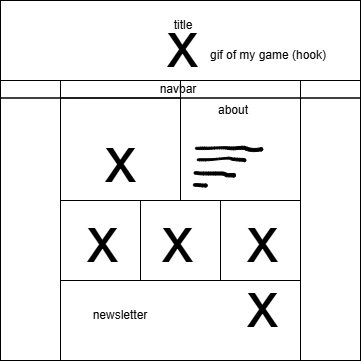 title
X
gif of my game (hook)
navbar
about
X
X X X
newsletter
X